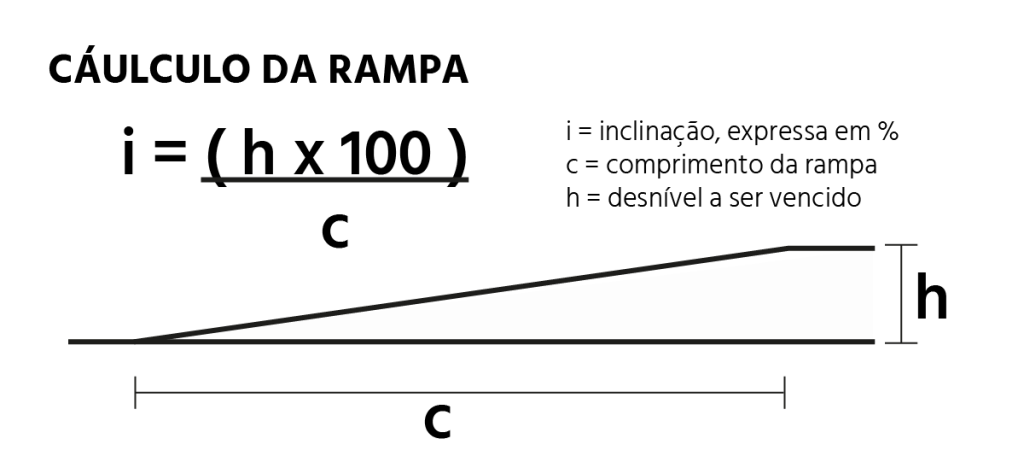 CÁULCULO DA RAMPA
i = ( h x 100 )
c
i = inclinação, expressa em %
c = comprimento da rampa
h = desnível a ser vencido
h
c